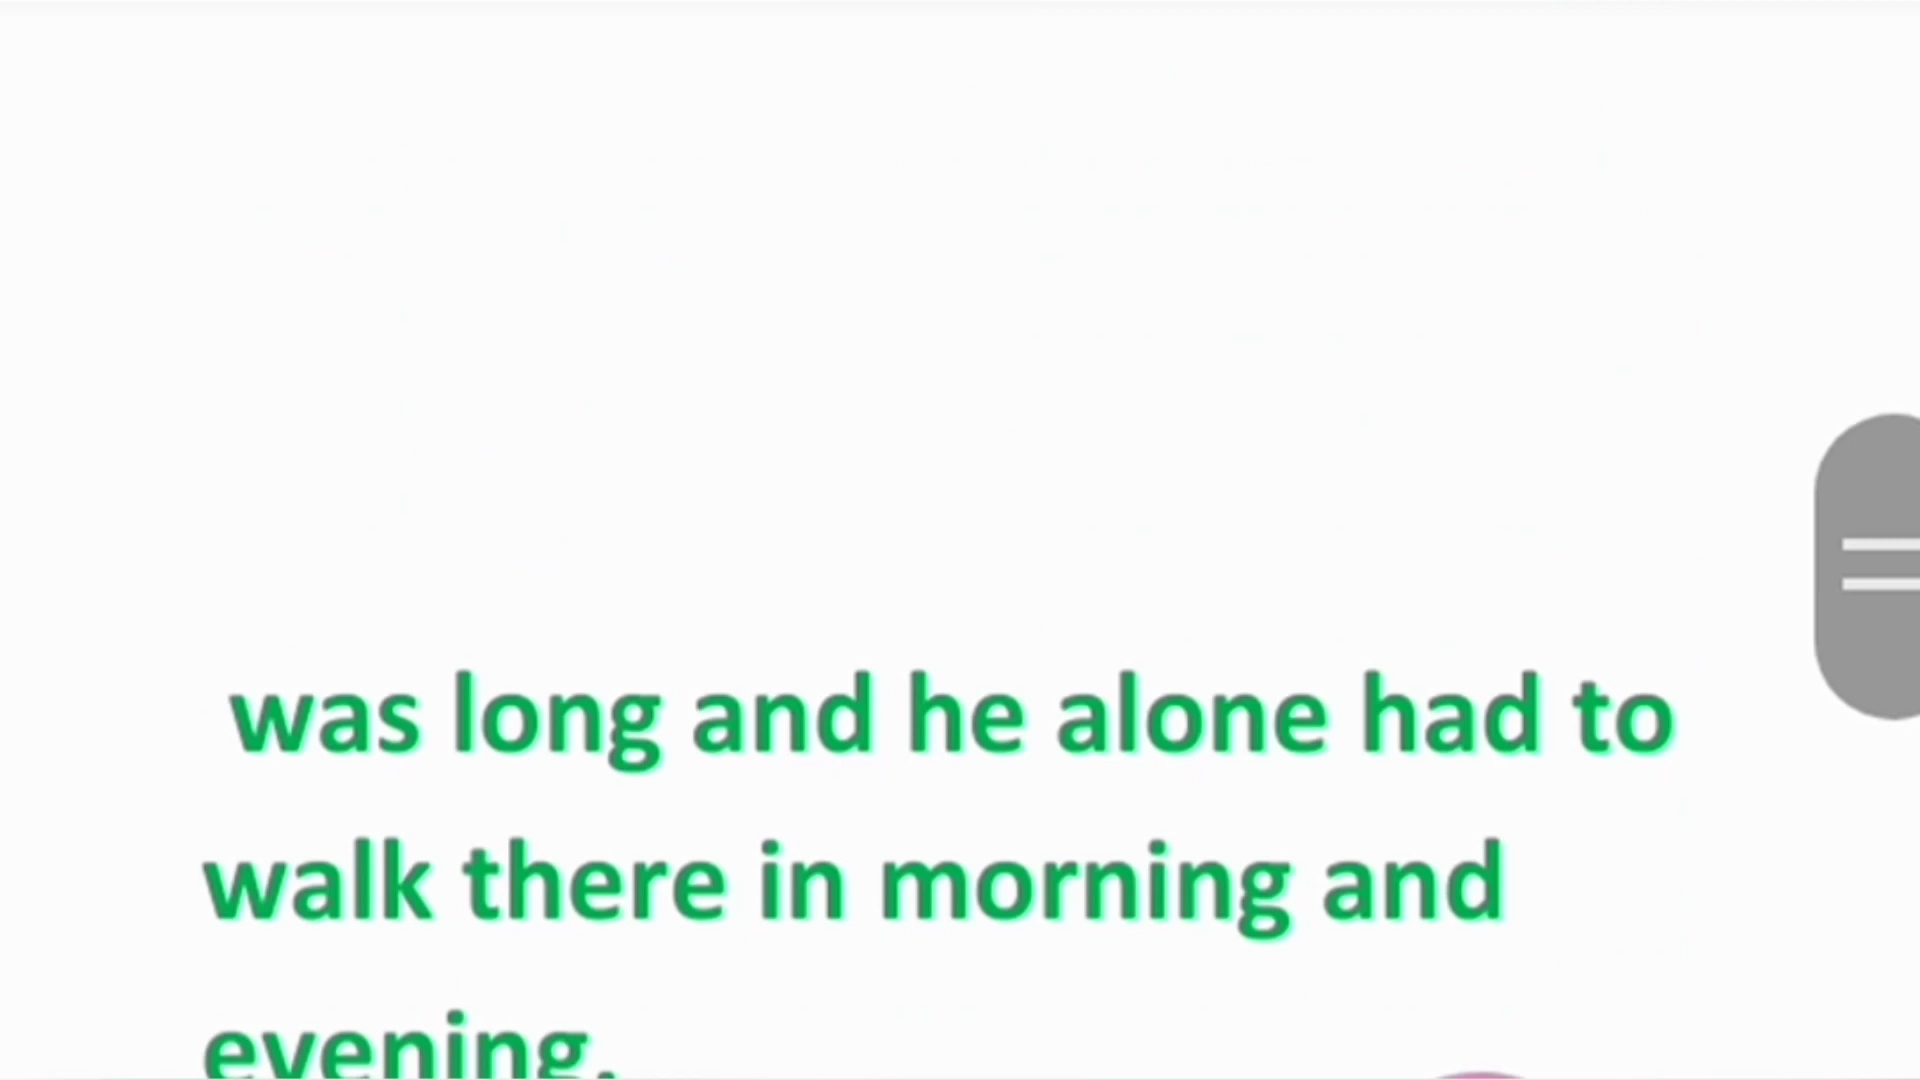 was long and he alone had to
walk there in morning and
evening.